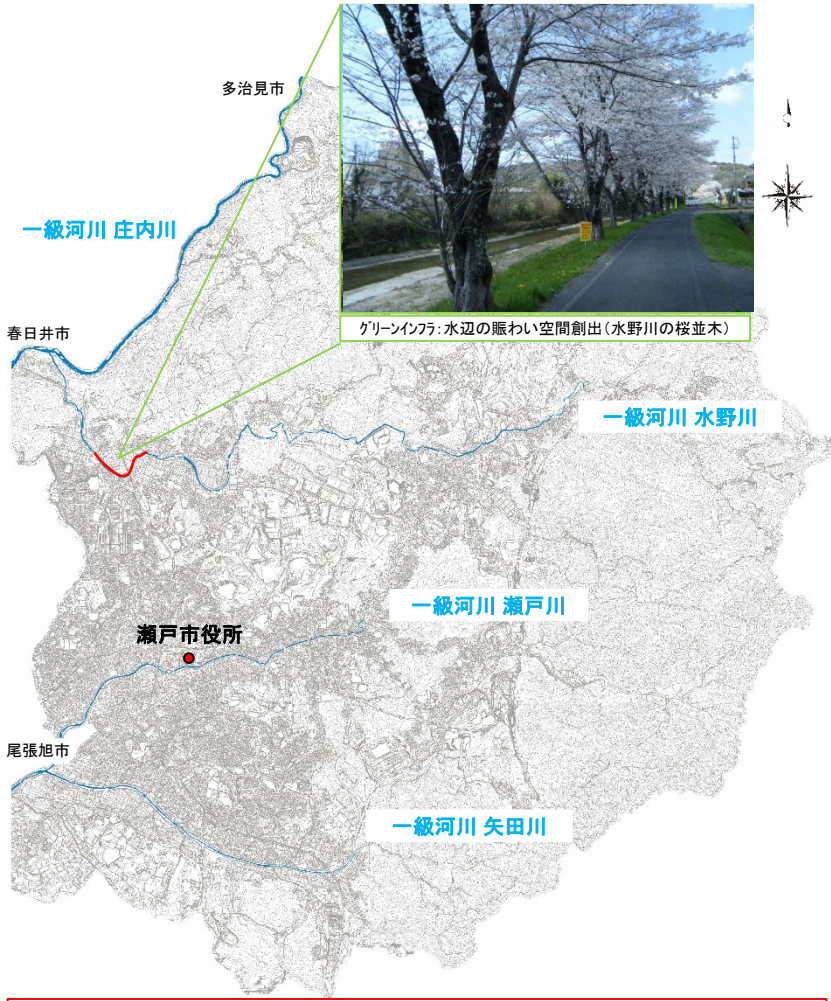 多治見市
一級河川 庄内川
春日井市
グリーンインフラ：水辺の賑わい空間創出（水野川の桜並木）
一級河川 水野川
一級河川 瀬戸川
瀬戸市役所
尾張旭市
一級河川 矢田川